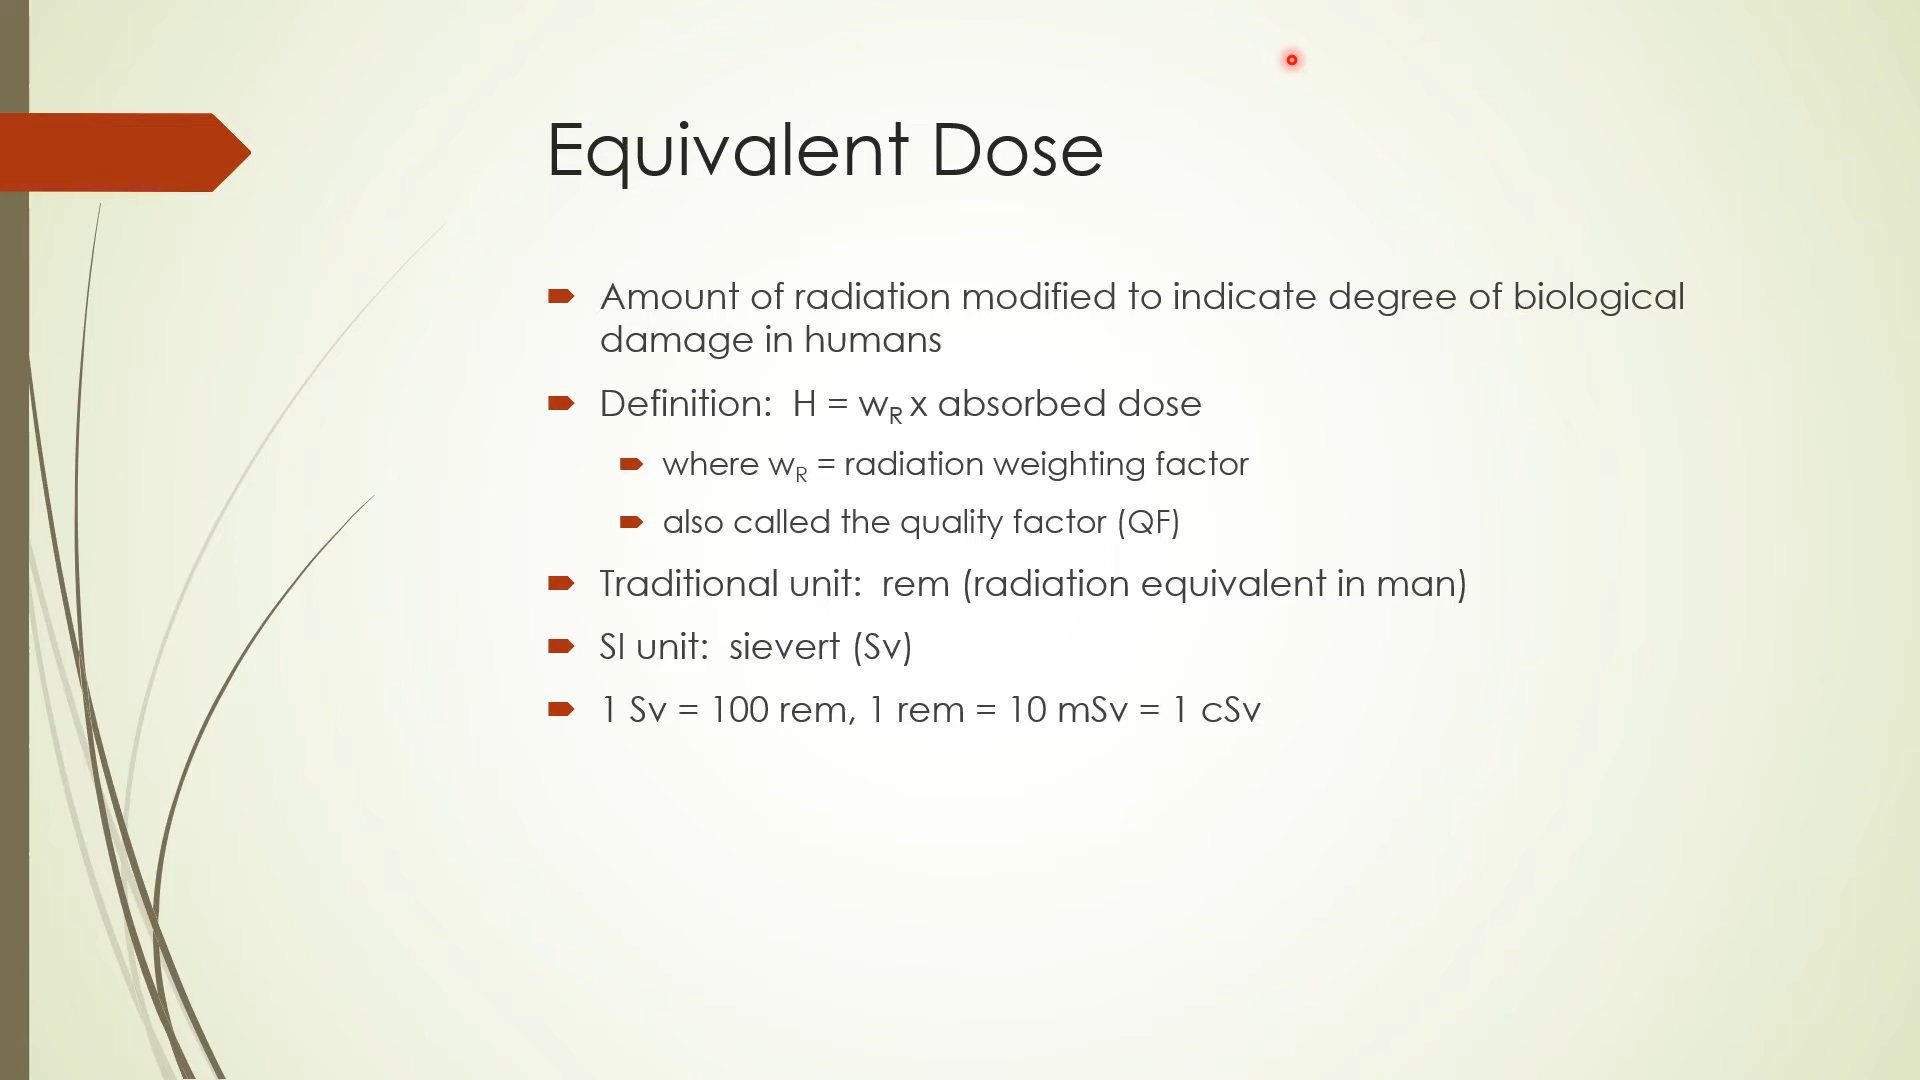 Equivalent Dose
Amount of radiation modified to indicate degree of biological
damage in humans
Definition: H = wR x absorbed dose
where wR = radiation weighting factor
also called the quality factor (QF)
Traditional unit: rem (radiation equivalent in man)
SI unit: sievert (Sv)
1 Sv = 100 rem, 1 rem = 10 mSv = 1 cSv